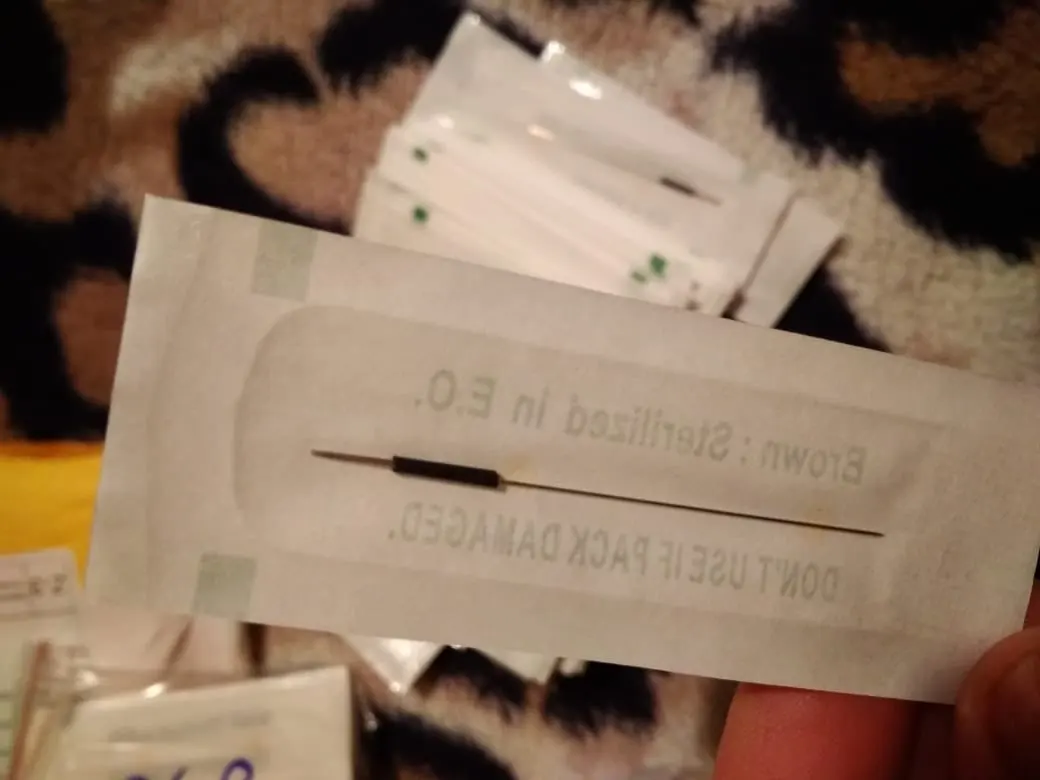 Brown : Sterilized in E.O.
DON'T USE IF PACK DAMAGED.